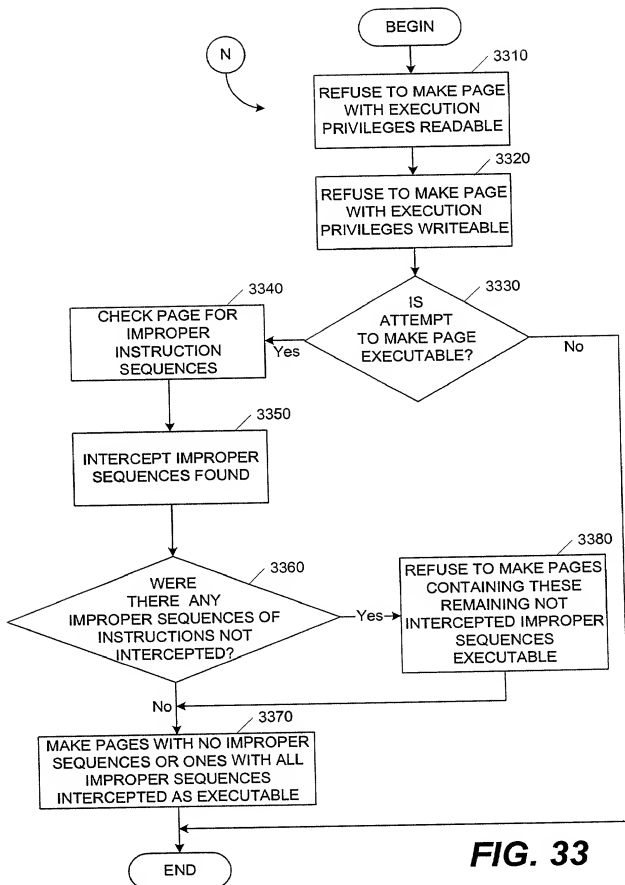 BEGIN
N
3310
REFUSE TO MAKE PAGE
WITH EXECUTION
PRIVILEGES READABLE
3320
REFUSE TO MAKE PAGE
WITH EXECUTION
PRIVILEGES WRITEABLE
3330
IS
ATTEMPT
TO MAKE PAGE
EXECUTABLE?
Yes
No
3340
CHECK PAGE FOR
IMPROPER
INSTRUCTION
SEQUENCES
3350
INTERCEPT IMPROPER
SEQUENCES FOUND
3360
WERE
THERE ANY
IMPROPER SEQUENCES OF
INSTRUCTIONS NOT
INTERCEPTED?
Yes
No
3380
REFUSE TO MAKE PAGES
CONTAINING THESE
REMAINING NOT
INTERCEPTED IMPROPER
SEQUENCES
EXECUTABLE
3370
MAKE PAGES WITH NO IMPROPER
SEQUENCES OR ONES WITH ALL
IMPROPER SEQUENCES
INTERCEPTED AS EXECUTABLE
END
FIG. 33